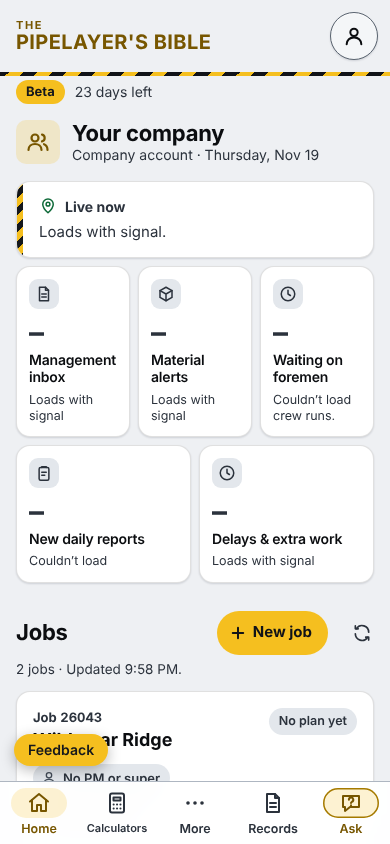 THE
PIPELAYER'S BIBLE
Beta 23 days left
Your company
Company account · Thursday, Nov 19
Live now
Loads with signal.
–
Management
inbox
Loads with
signal
–
Material
alerts
Loads with
signal
–
Waiting on
foremen
Couldn't load
crew runs.
–
New daily reports
Couldn't load
–
Delays & extra work
Loads with signal
Jobs
+ New job
2 jobs · Updated 9:58 PM.
Job 26043
No plan yet
Ridge
Feedback
No PM or super
Home
Calculators
More
Records
Ask